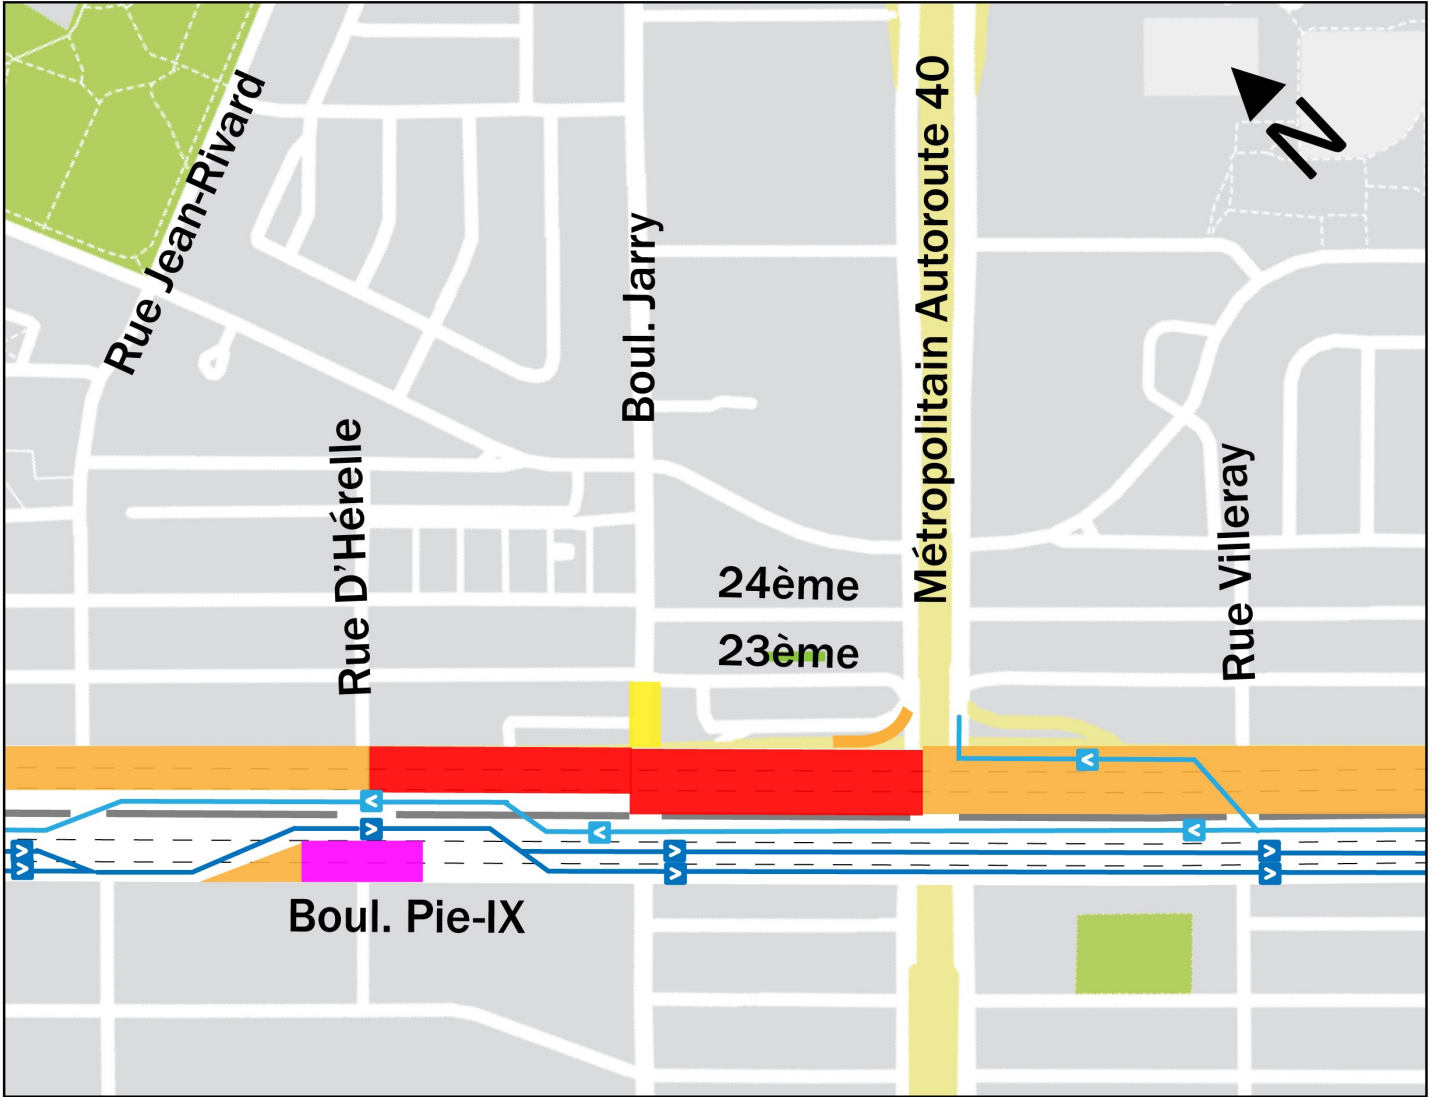 Rue Jean-Rivard
Métropolitain Autoroute 40
N
Boul. Jarry
Rue D'Hérelle
Rue Villeray
24ème
23ème
Boul. Pie-IX